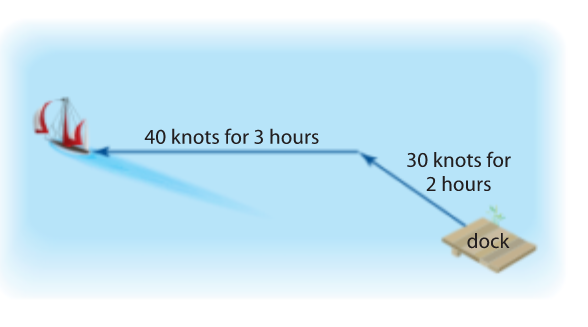 40 knots for 3 hours
30 knots for
2 hours
dock